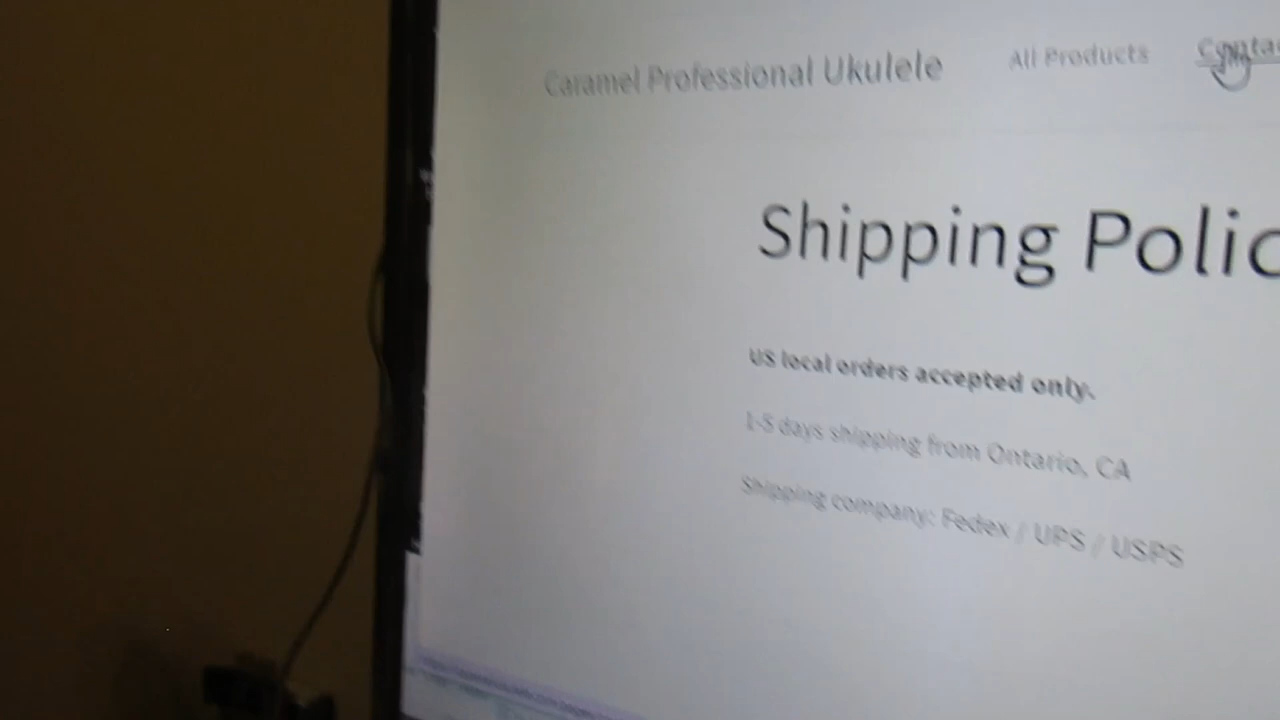 Caramel Professional Ukulele All Products Conta
Shipping Polic
US local orders accepted only.
1-5 days shipping from Ontario, CA
Shipping company: Fedex / UPS / USPS